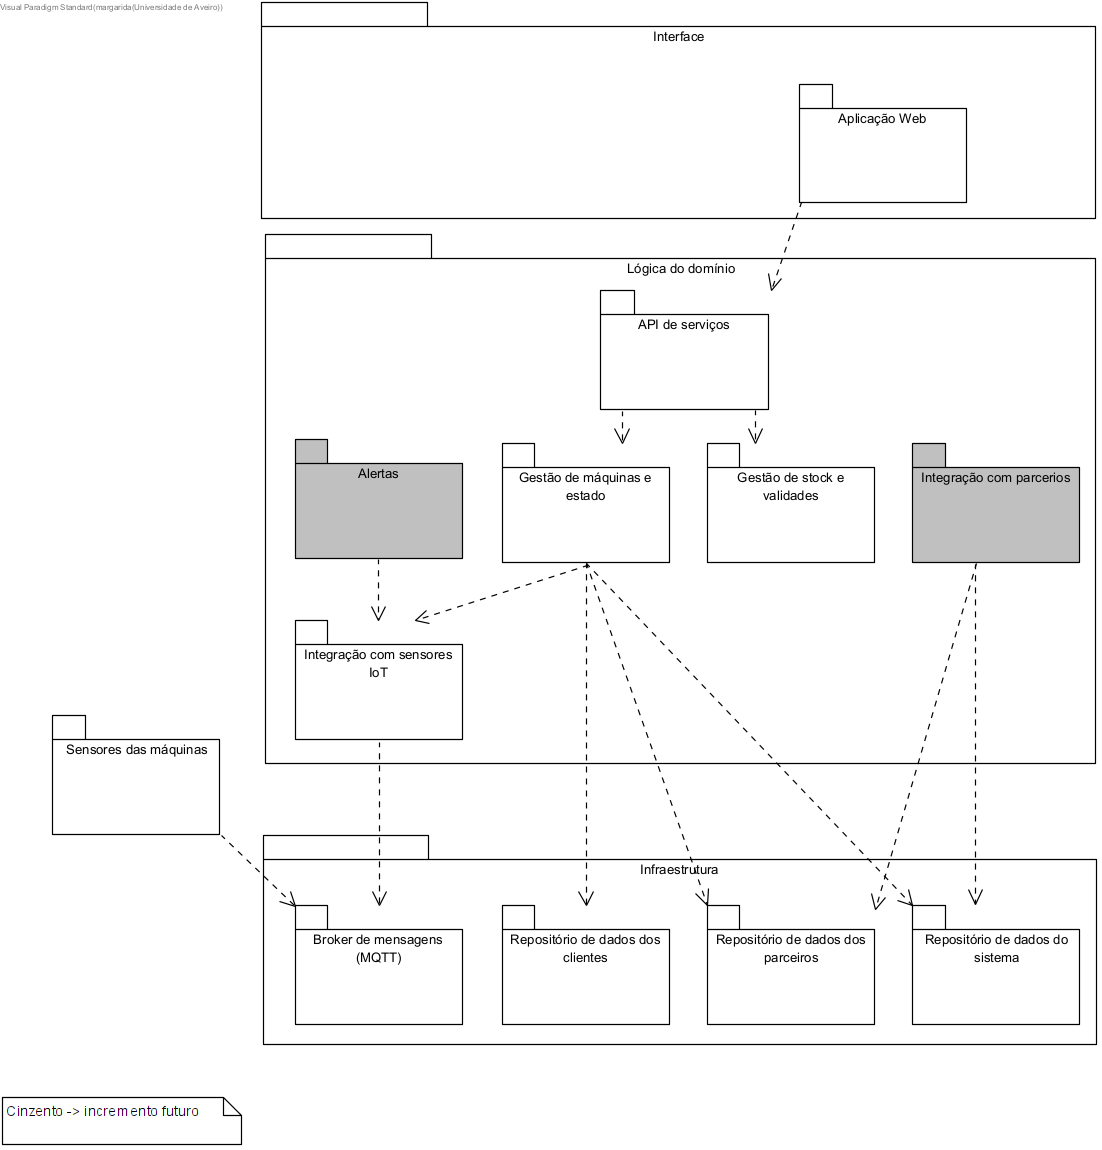 Visual Paradigm Standard(margarida(Universidade de Aveiro))
Interface
Aplicação Web
Lógica do domínio
API de serviços
Alertas
Gestão de máquinas e
estado
Gestão de stock e
validades
Integração com parcerios
Integração com sensores
IoT
Sensores das máquinas
Infraestrutura
Broker de mensagens
(MQTT)
Repositório de dados dos
clientes
Repositório de dados dos
parceiros
Repositório de dados do
sistema
Cinzento -> incremento futuro